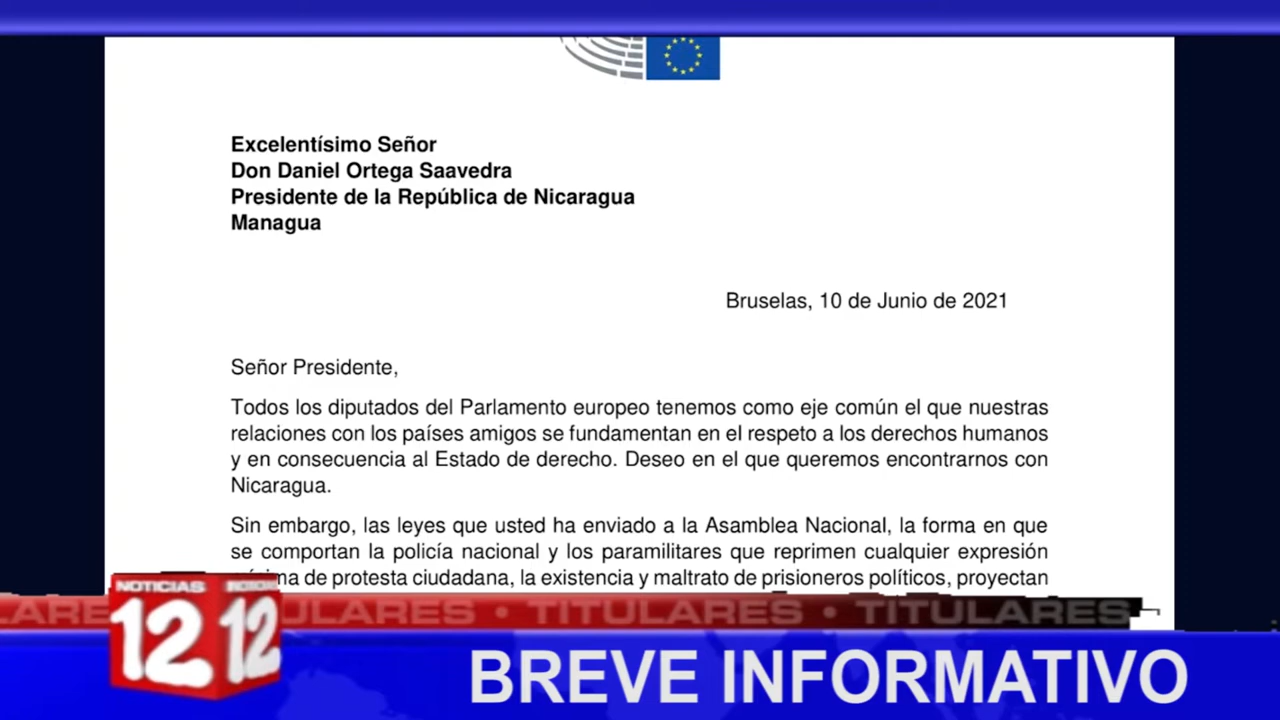 Excelentísimo Señor
Don Daniel Ortega Saavedra
Presidente de la República de Nicaragua
Managua
Bruselas, 10 de Junio de 2021
Señor Presidente,
Todos los diputados del Parlamento europeo tenemos como eje común el que nuestras
relaciones con los países amigos se fundamentan en el respeto a los derechos humanos
y en consecuencia al Estado de derecho. Deseo en el que queremos encontrarnos con
Nicaragua.
Sin embargo, las leyes que usted ha enviado a la Asamblea Nacional, la forma en que
se comportan la policía nacional y los paramilitares que reprimen cualquier expresión
de protesta ciudadana, la existencia y maltrato de prisioneros políticos, proyectan
TITULARES • TITULARES
NOTICIAS
12 12
BREVE INFORMATIVO